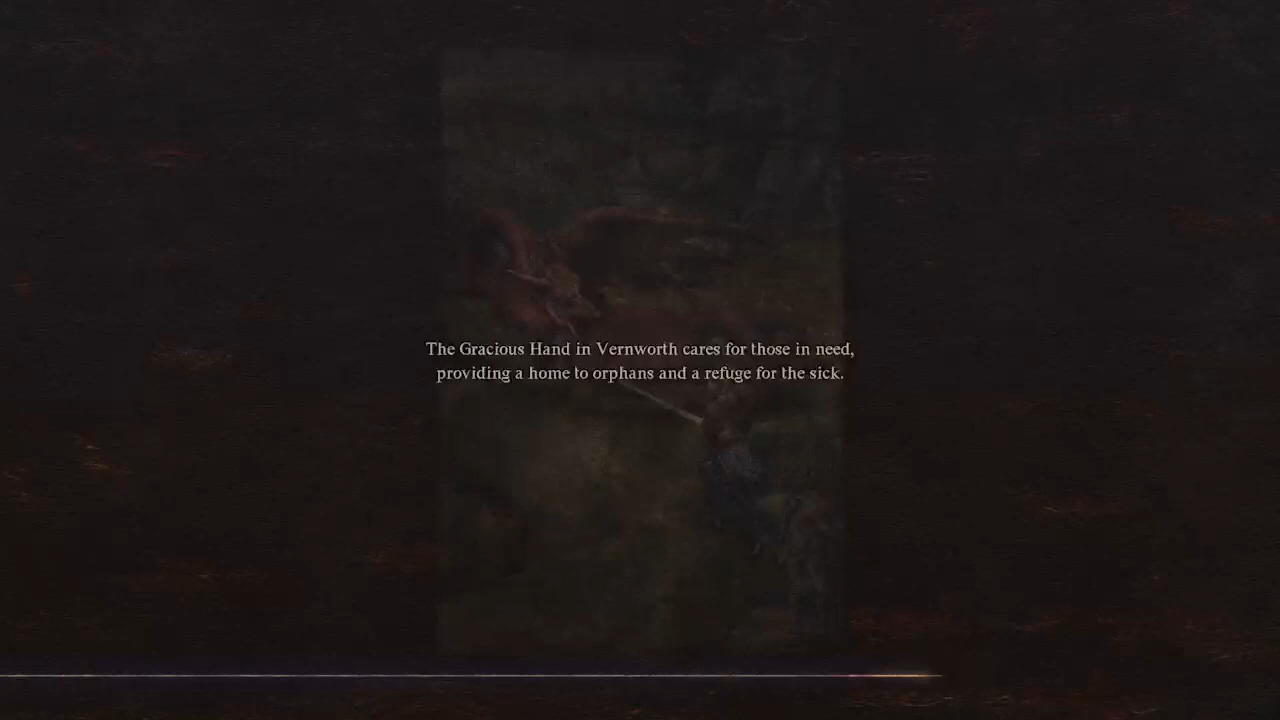 The Gracious Hand in Vernworth cares for those in need,
providing a home to orphans and a refuge for the sick.